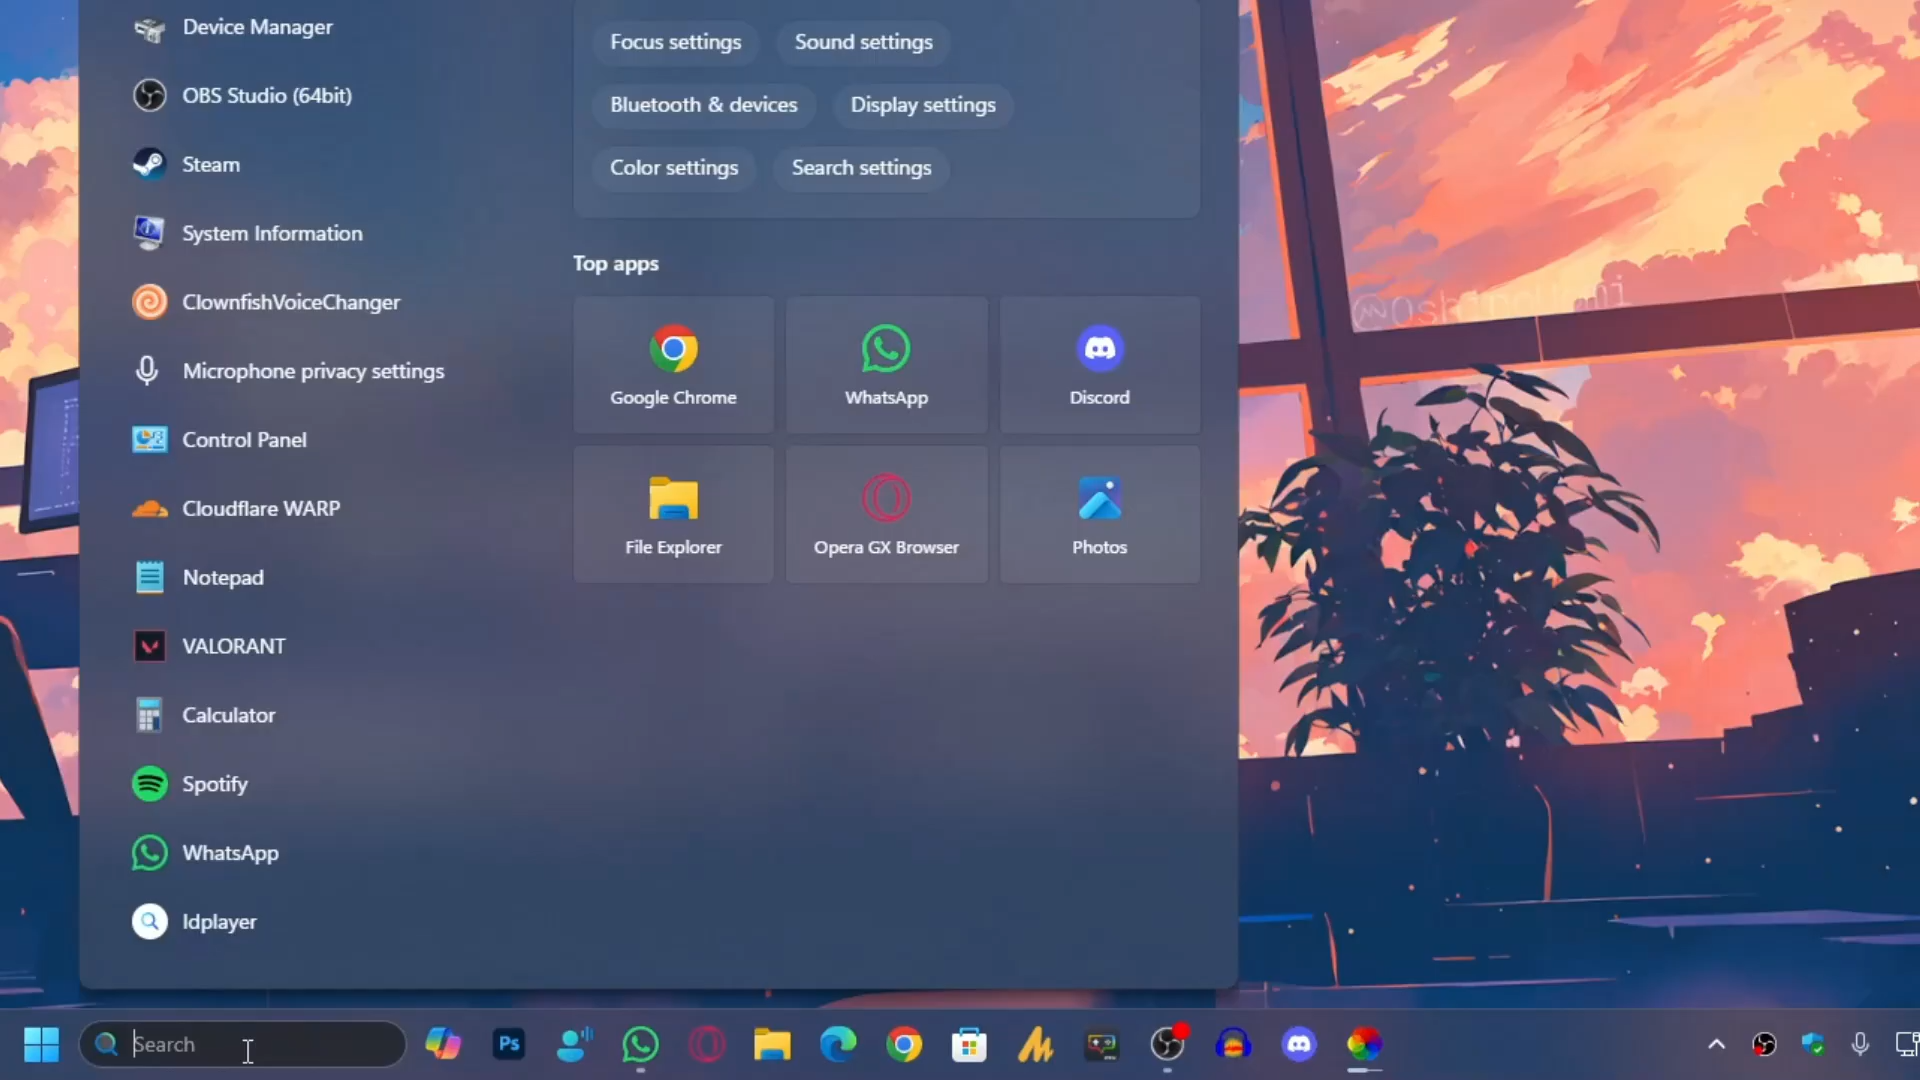 Device Manager
OBS Studio (64bit)
Steam
System Information
ClownfishVoiceChanger
Microphone privacy settings
Control Panel
Cloudflare WARP
Notepad
VALORANT
Calculator
Spotify
WhatsApp
ldplayer
Focus settings
Sound settings
Bluetooth & devices
Display settings
Color settings
Search settings
Top apps
Google Chrome
WhatsApp
Discord
File Explorer
Opera GX Browser
Photos
Search
Ps